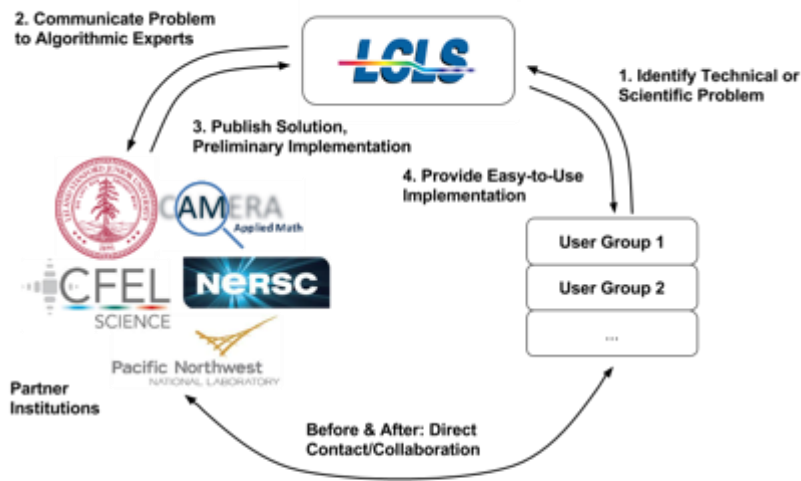 2. Communicate Problem
to Algorithmic Experts
LCLS
1. Identify Technical or
Scientific Problem
3. Publish Solution,
Preliminary Implementation
4. Provide Easy-to-Use
Implementation
CAMERA
Applied Math
User Group 1
CFEL
SCIENCE
NERSC
User Group 2
...
Pacific Northwest
NATIONAL LABORATORY
Partner
Institutions
Before & After: Direct
Contact/Collaboration